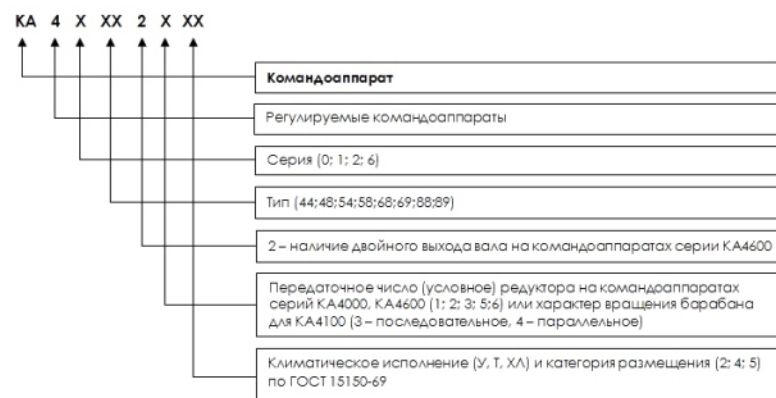 КА 4 Х ХХ 2 Х ХХ
Командоаппарат
Регулируемые командоаппараты
Серия (0; 1; 2; 6)
Тип (44;48;54;58;68;69;88;89)
2 – наличие двойного выхода вала на командоаппаратах серии КА4600
Передаточное число (условное) редуктора на командоаппаратах
серий КА4000, КА4600 (1; 2; 3; 5;6) или характер вращения барабана
для КА4100 (3 – последовательное, 4 – параллельное)
Климатическое исполнение (У, Т, ХЛ) и категория размещения (2; 4; 5)
по ГОСТ 15150-69